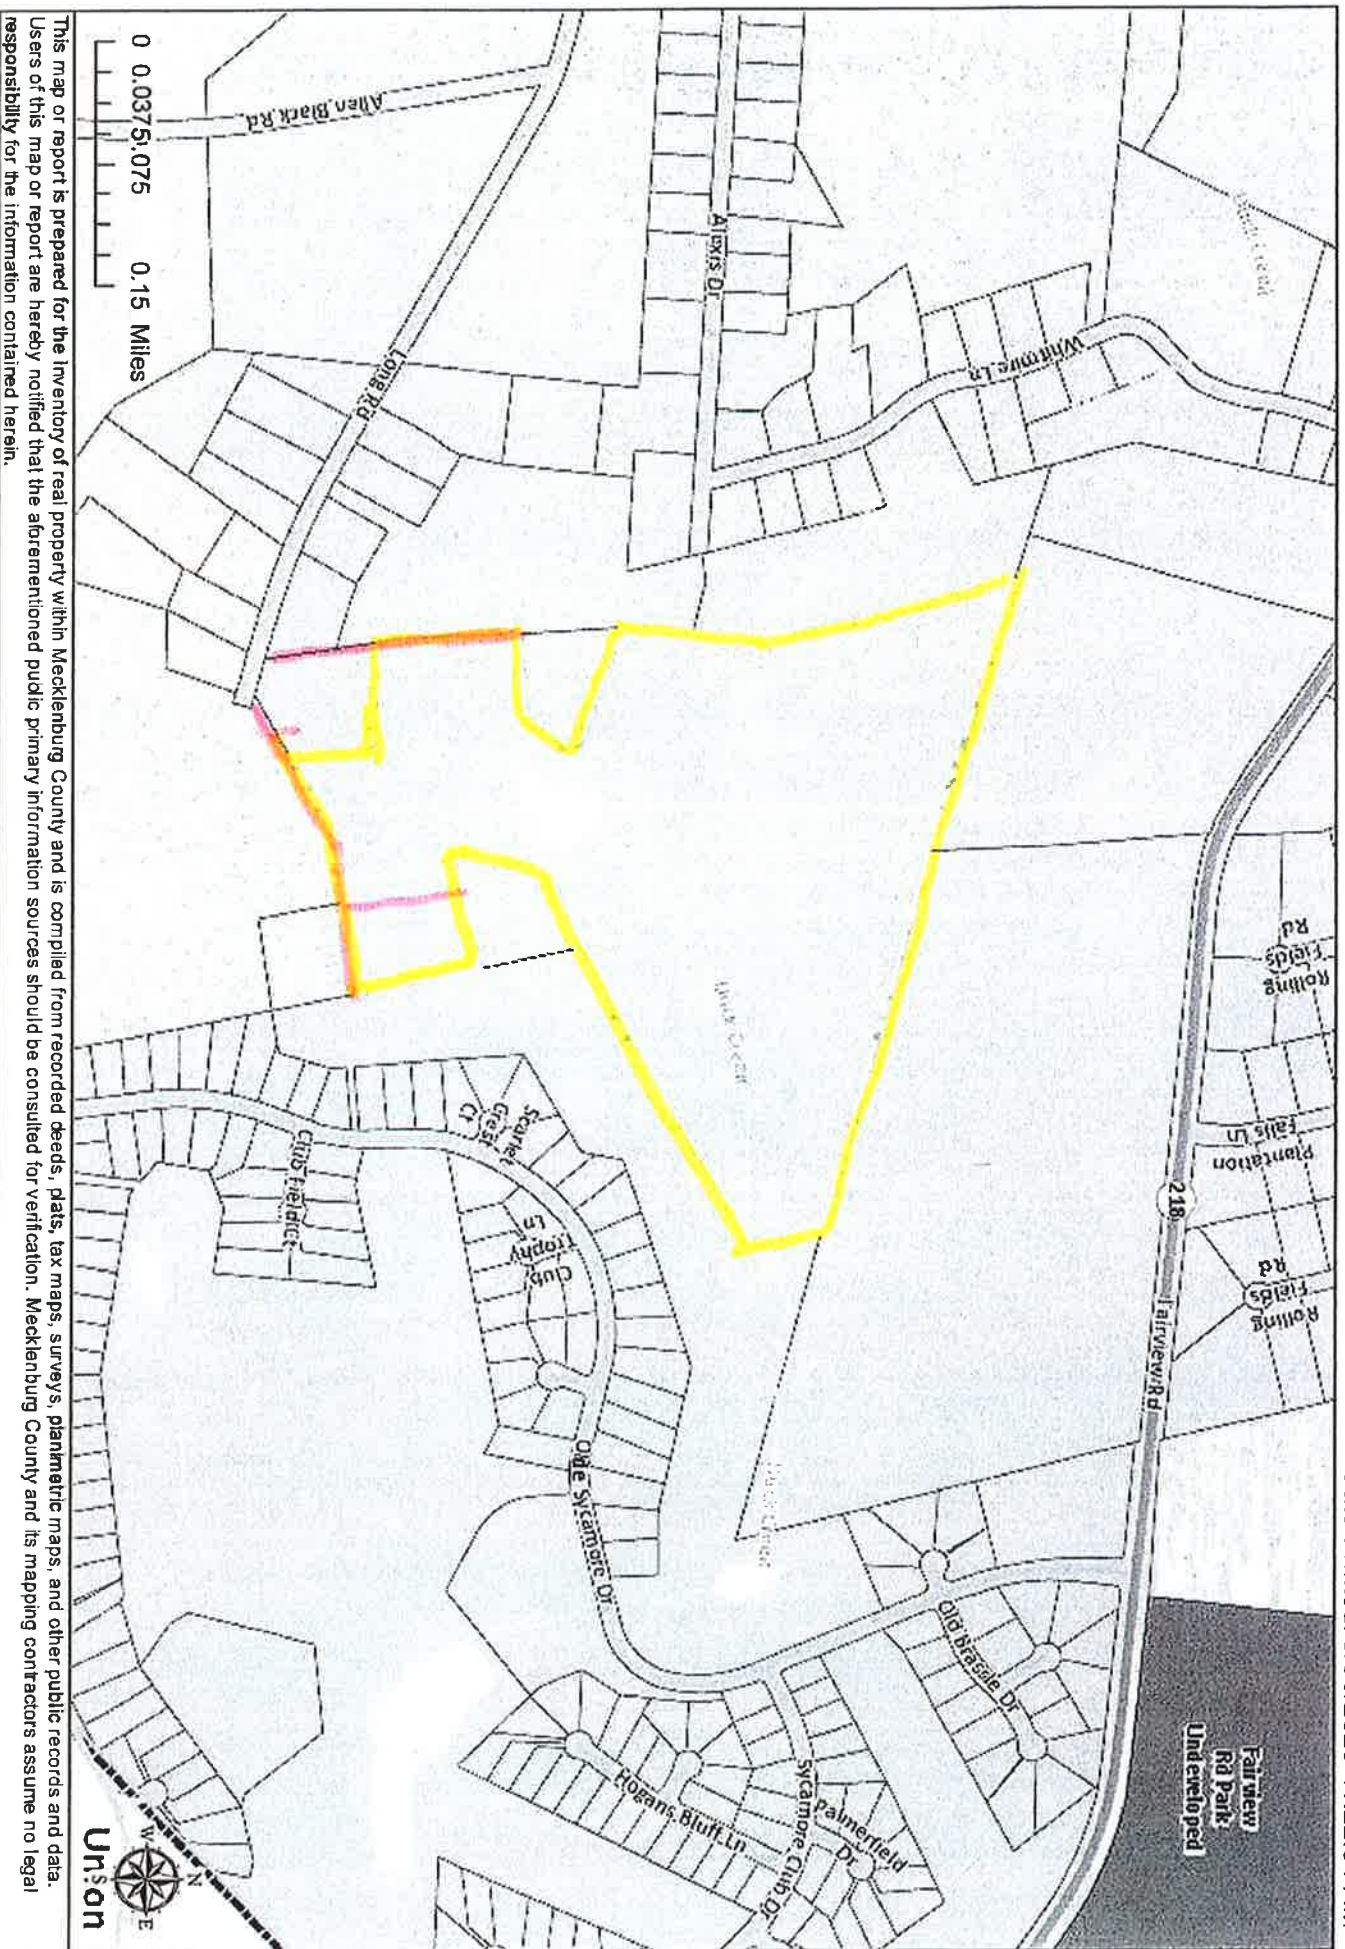 Fairview
Rd Park
Undeveloped
Rolling
Fields
Rd
Plantation
Falls Ln
218
Rolling
Fields
Rd
Fairview Rd
Whitmire Ln
Alexis Dr
Allen Black Rd
Long Rd
Old Brasale Dr
Palmerfield
Dr
Sycamore Club Dr
Hogans Bluff Ln
Olde Sycamore Dr
Club
Trophy
Ln
Scarlet
Crest
Ct
Club Field Ct
Union
N
W
E
S
0 0.0375 0.075 0.15 Miles
This map or report is prepared for the Inventory of real property within Mecklenburg County and is compiled from recorded deeds, plats, tax maps, surveys, planimetric maps, and other public records and data.
Users of this map or report are hereby notified that the aforementioned public primary information sources should be consulted for verification. Mecklenburg County and its mapping contractors assume no legal
responsibility for the information contained herein.